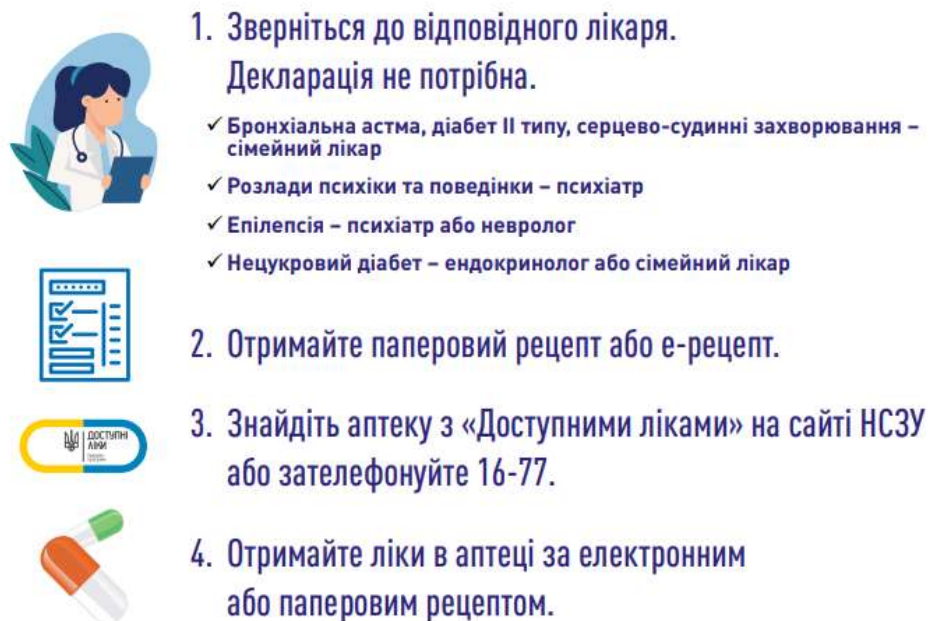 1. Зверніться до відповідного лікаря.
Декларація не потрібна.
✓ Бронхіальна астма, діабет II типу, серцево-судинні захворювання –
сімейний лікар
✓ Розлади психіки та поведінки – психіатр
✓ Епілепсія – психіатр або невролог
✓ Нецукровий діабет – ендокринолог або сімейний лікар
2. Отримайте паперовий рецепт або е-рецепт.
ДОСТУПНІ
ЛІКИ
3. Знайдіть аптеку з «Доступними ліками» на сайті НСЗУ
або зателефонуйте 16-77.
4. Отримайте ліки в аптеці за електронним
або паперовим рецептом.